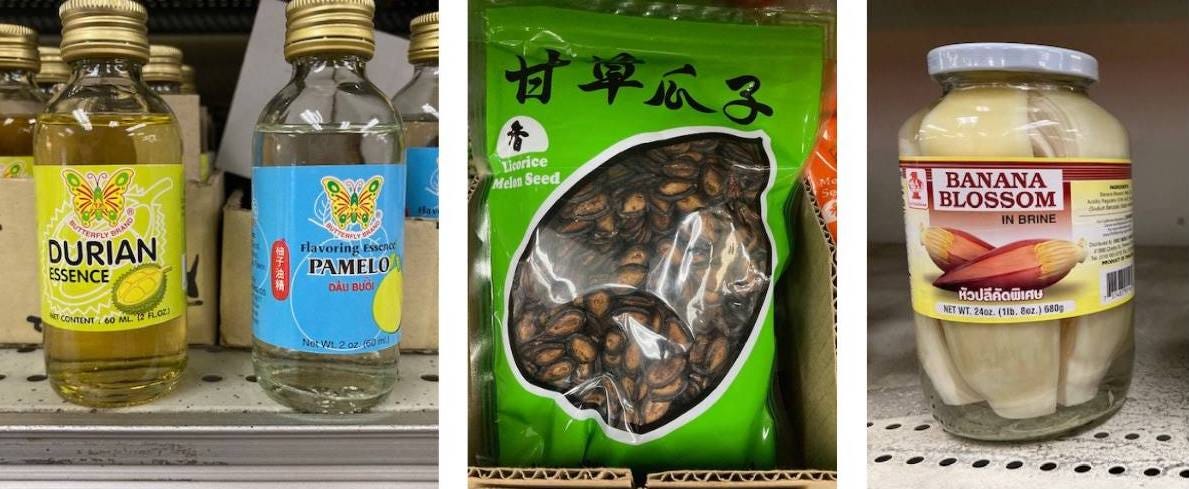 BUTTERFLY BRAND
DURIAN
ESSENCE
NET CONTENT : 60 ML. (2 FL.OZ.)
BUTTERFLY BRAND
Flavoring Essence
PAMELO
DẦU BƯỞI
柚子油精
Net Wt. 2 oz. (60 ml.)
甘草瓜子
香
Licorice
Melon Seed
BANANA
BLOSSOM
IN BRINE
หัวปลีคัดพิเศษ
NET WT. 24oz. (1lb. 8oz.) 680g